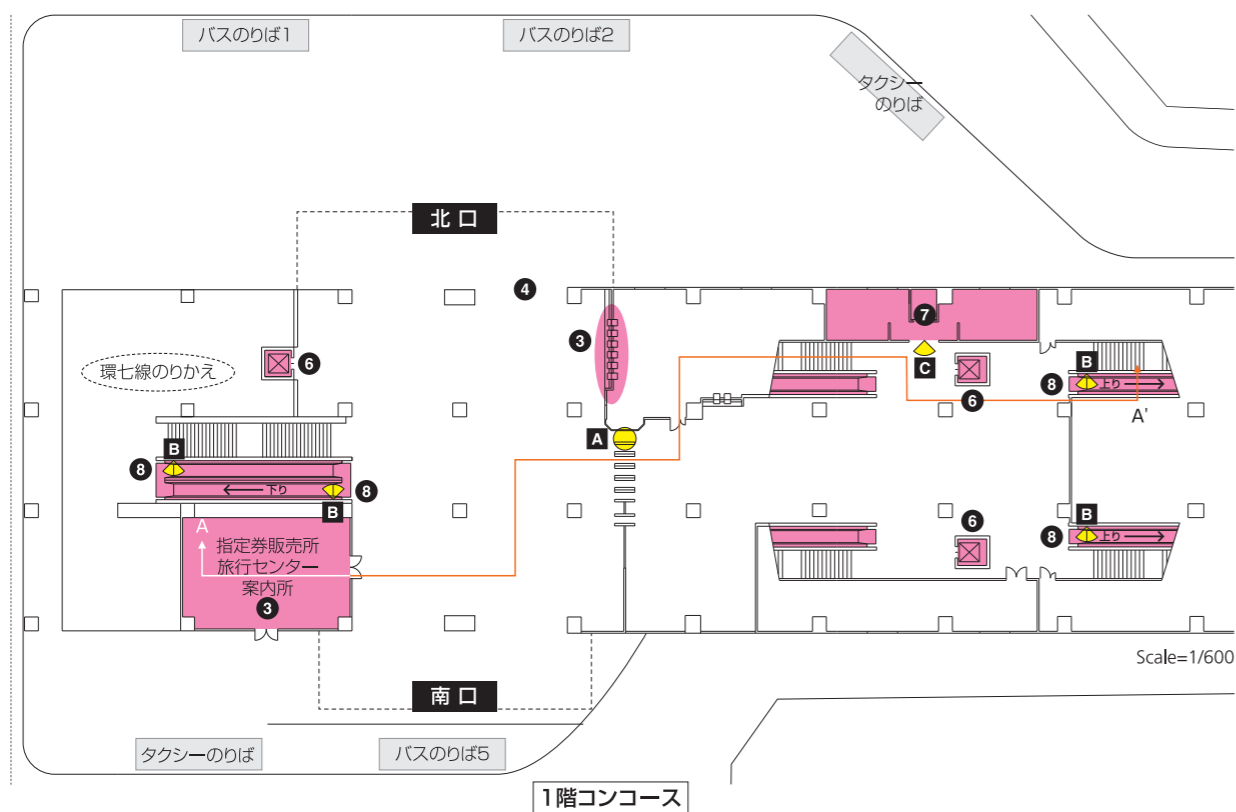 バスのりば1
バスのりば2
タクシー
のりば
北 口
4
3
7
6
環七線のりかえ
C
B
8
上り
6
A'
A
B
8
8
下り
B
A
指定券販売所
旅行センター
案内所
3
6
B
8
上り
Scale=1/600
南 口
タクシーのりば
バスのりば5
1階コンコース